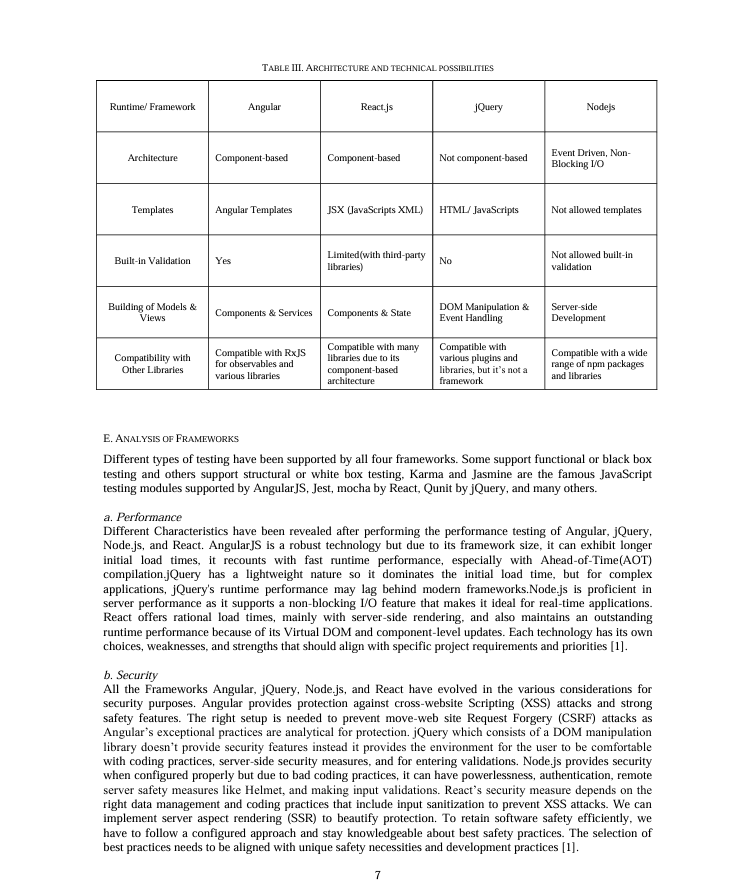 TABLE III. ARCHITECTURE AND TECHNICAL POSSIBILITIES
Runtime/ Framework Angular React.js jQuery Nodejs
Architecture Component-based Component-based Not component-based Event Driven, Non-
Blocking I/O
Templates Angular Templates JSX (JavaScripts XML) HTML/ JavaScripts Not allowed templates
Built-in Validation Yes Limited(with third-party
libraries) No Not allowed built-in
validation
Building of Models &
Views Components & Services Components & State DOM Manipulation &
Event Handling Server-side
Development
Compatibility with
Other Libraries Compatible with RxJS
for observables and
various libraries Compatible with many
libraries due to its
component-based
architecture Compatible with
various plugins and
libraries, but it's not a
framework Compatible with a wide
range of npm packages
and libraries
E. ANALYSIS OF FRAMEWORKS
Different types of testing have been supported by all four frameworks. Some support functional or black box
testing and others support structural or white box testing, Karma and Jasmine are the famous JavaScript
testing modules supported by AngularJS, Jest, mocha by React, Qunit by jQuery, and many others.
a. Performance
Different Characteristics have been revealed after performing the performance testing of Angular, jQuery,
Node.js, and React. AngularJS is a robust technology but due to its framework size, it can exhibit longer
initial load times, it recounts with fast runtime performance, especially with Ahead-of-Time(AOT)
compilation.jQuery has a lightweight nature so it dominates the initial load time, but for complex
applications, jQuery's runtime performance may lag behind modern frameworks.Node.js is proficient in
server performance as it supports a non-blocking I/O feature that makes it ideal for real-time applications.
React offers rational load times, mainly with server-side rendering, and also maintains an outstanding
runtime performance because of its Virtual DOM and component-level updates. Each technology has its own
choices, weaknesses, and strengths that should align with specific project requirements and priorities [1].
b. Security
All the Frameworks Angular, jQuery, Node.js, and React have evolved in the various considerations for
security purposes. Angular provides protection against cross-website Scripting (XSS) attacks and strong
safety features. The right setup is needed to prevent move-web site Request Forgery (CSRF) attacks as
Angular's exceptional practices are analytical for protection. jQuery which consists of a DOM manipulation
library doesn't provide security features instead it provides the environment for the user to be comfortable
with coding practices, server-side security measures, and for entering validations. Node.js provides security
when configured properly but due to bad coding practices, it can have powerlessness, authentication, remote
server safety measures like Helmet, and making input validations. React's security measure depends on the
right data management and coding practices that include input sanitization to prevent XSS attacks. We can
implement server aspect rendering (SSR) to beautify protection. To retain software safety efficiently, we
have to follow a configured approach and stay knowledgeable about best safety practices. The selection of
best practices needs to be aligned with unique safety necessities and development practices [1].
7